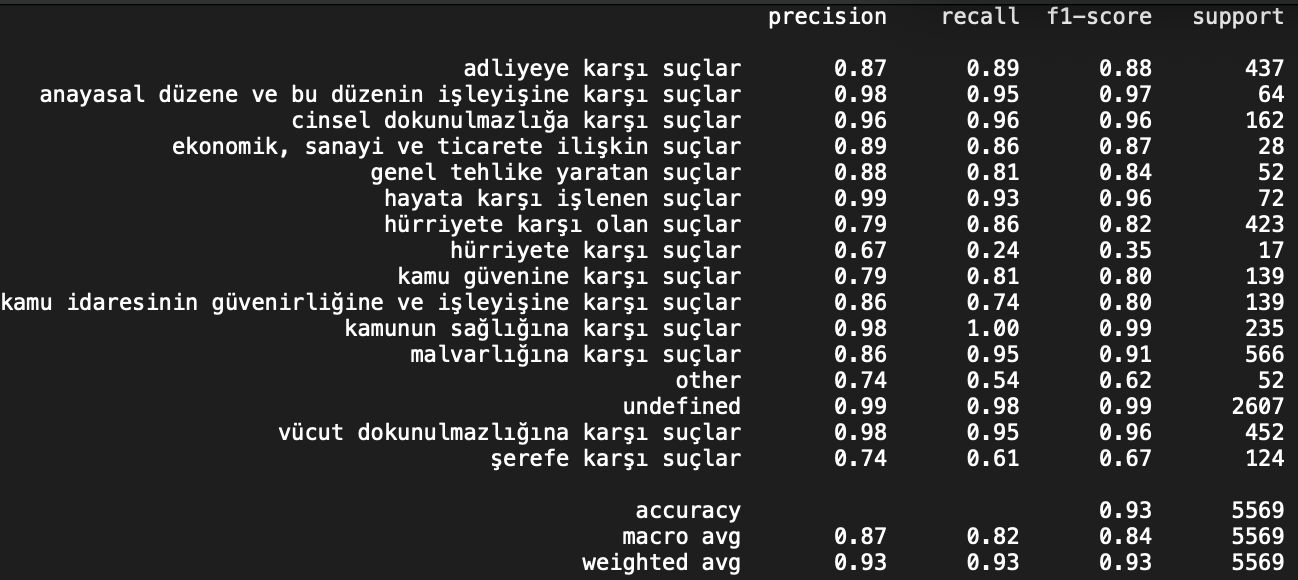 precision recall f1-score support
adliyeye karşı suçlar 0.87 0.89 0.88 437
anayasal düzene ve bu düzenin işleyişine karşı suçlar 0.98 0.95 0.97 64
cinsel dokunulmazlığa karşı suçlar 0.96 0.96 0.96 162
ekonomik, sanayi ve ticarete ilişkin suçlar 0.89 0.86 0.87 28
genel tehlike yaratan suçlar 0.88 0.81 0.84 52
hayata karşı işlenen suçlar 0.99 0.93 0.96 72
hürriyete karşı olan suçlar 0.79 0.86 0.82 423
hürriyete karşı suçlar 0.67 0.24 0.35 17
kamu güvenine karşı suçlar 0.79 0.81 0.80 139
kamu idaresinin güvenirliğine ve işleyişine karşı suçlar 0.86 0.74 0.80 139
kamunun sağlığına karşı suçlar 0.98 1.00 0.99 235
malvarlığına karşı suçlar 0.86 0.95 0.91 566
other 0.74 0.54 0.62 52
undefined 0.99 0.98 0.99 2607
vücut dokunulmazlığına karşı suçlar 0.98 0.95 0.96 452
şerefe karşı suçlar 0.74 0.61 0.67 124
accuracy 0.93 5569
macro avg 0.87 0.82 0.84 5569
weighted avg 0.93 0.93 0.93 5569